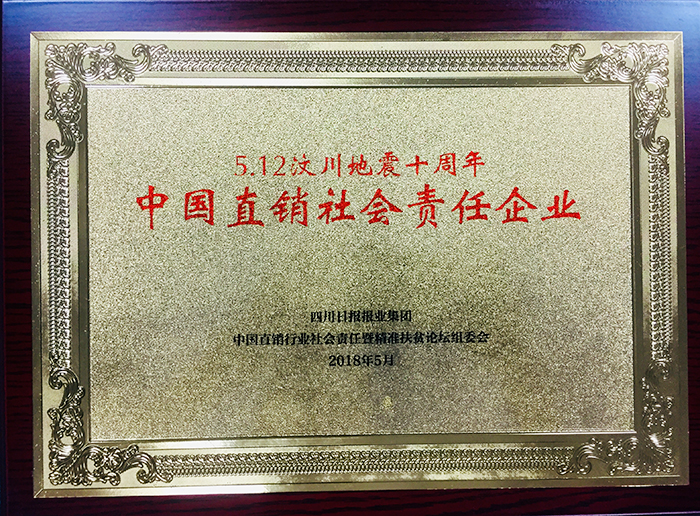 5.12汶川地震十周年
中国直销社会责任企业
四川日报报业集团
中国直销行业社会责任暨精准扶贫论坛组委会
2018年5月